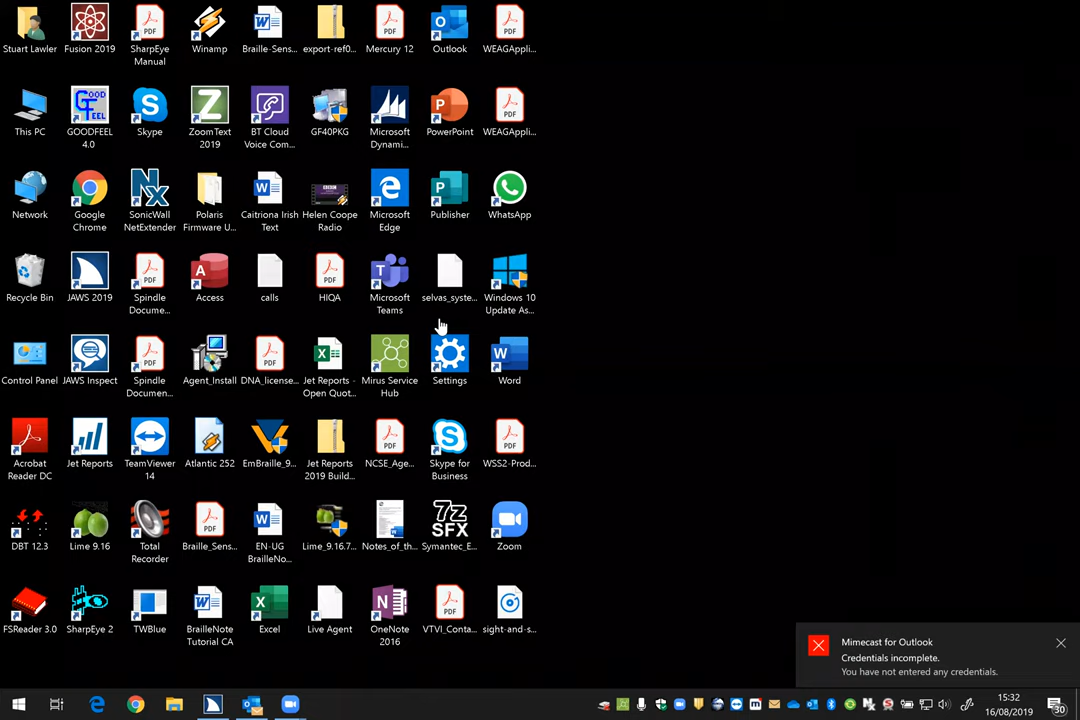 Stuart Lawler
Fusion 2019
SharpEye
Manual
Winamp
Braille-Sens...
export-ref0...
Mercury 12
Outlook
WEAGAppli...
This PC
GOODFEEL
4.0
Skype
ZoomText
2019
BT Cloud
Voice Com...
GF40PKG
Microsoft
Dynami...
PowerPoint
WEAGAppli...
Network
Google
Chrome
SonicWall
NetExtender
Polaris
Firmware U...
Caitriona Irish
Text
Helen Coope
Radio
Microsoft
Edge
Publisher
WhatsApp
Recycle Bin
JAWS 2019
Spindle
Docume...
Access
calls
HIQA
Microsoft
Teams
selvas_syste...
Windows 10
Update As...
Control Panel
JAWS Inspect
Spindle
Documen...
Agent_Install
DNA_license...
Jet Reports -
Open Quot...
Mirus Service
Hub
Settings
Word
Acrobat
Reader DC
Jet Reports
TeamViewer
14
Atlantic 252
EmBraille_9...
Jet Reports
2019 Build...
NCSE_Age...
Skype for
Business
WSS2-Prod...
DBT 12.3
Lime 9.16
Total
Recorder
Braille_Sens...
EN-UG
BrailleNo...
Lime_9.16.7...
Notes_of_th...
Symantec_E...
Zoom
FSReader 3.0
SharpEye 2
TWBlue
BrailleNote
Tutorial CA
Excel
Live Agent
OneNote
2016
VTVI_Conta...
sight-and-s...
Mimecast for Outlook
Credentials incomplete.
You have not entered any credentials.
15:32
16/08/2019
30